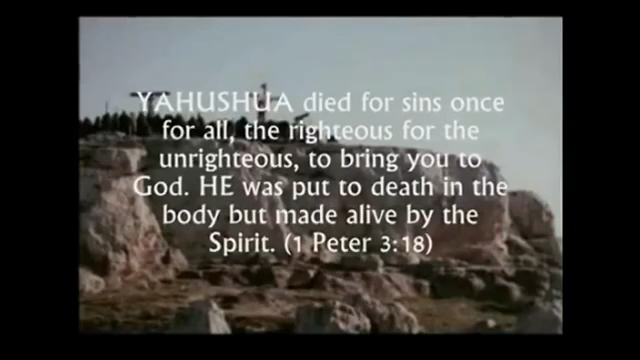 YAHUSHUA died for sins once
for all, the righteous for the
unrighteous, to bring you to
God. HE was put to death in the
body but made alive by the
Spirit. (1 Peter 3:18)